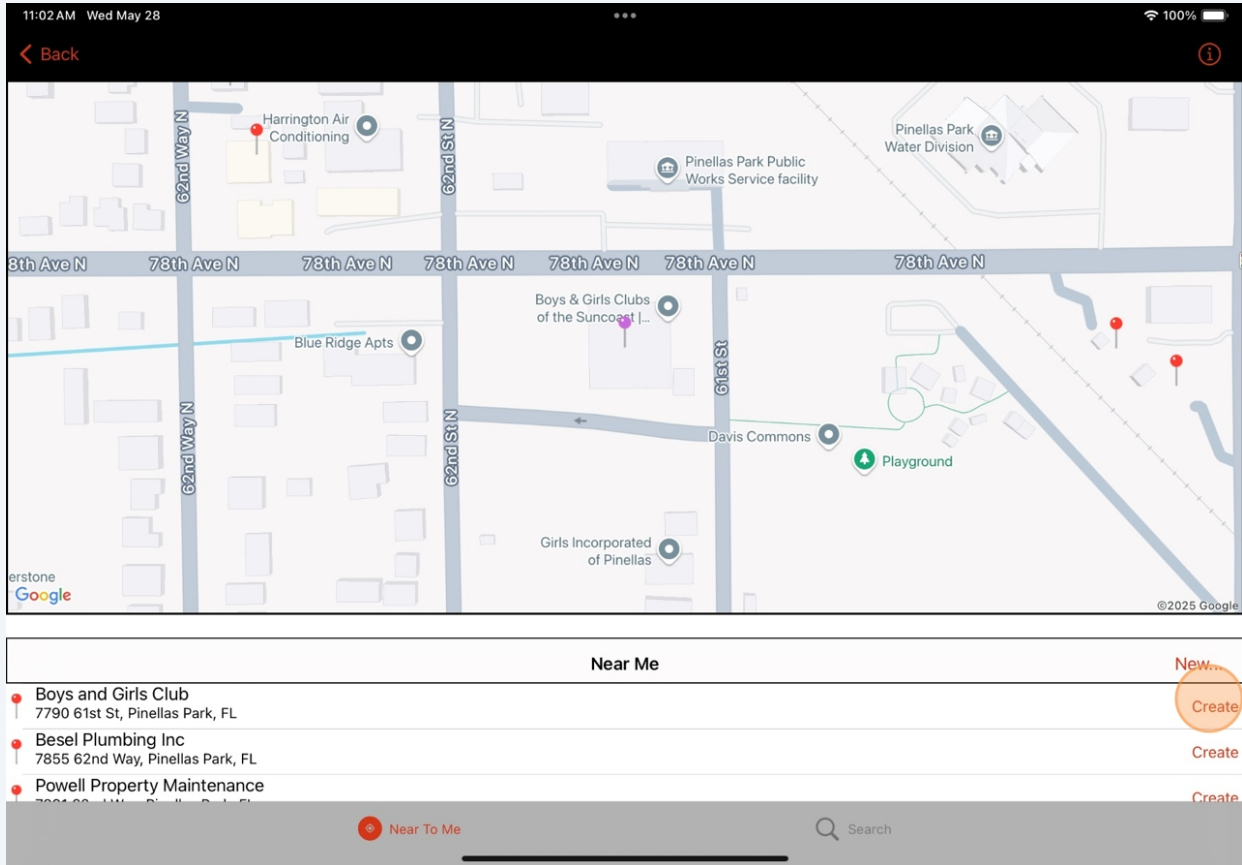 11:02 AM Wed May 28
100%
Back
Harrington Air
Conditioning
62nd Way N
62nd St N
Pinellas Park Public
Works Service facility
Pinellas Park
Water Division
8th Ave N
78th Ave N
78th Ave N
78th Ave N
78th Ave N
78th Ave N
78th Ave N
Boys & Girls Clubs
of the Suncoast |...
Blue Ridge Apts
61st St N
62nd Way N
62nd St N
Davis Commons
Playground
Girls Incorporated
of Pinellas
erstone
Google
©2025 Google
Near Me
New...
Boys and Girls Club
7790 61st St, Pinellas Park, FL
Create
Besel Plumbing Inc
7855 62nd Way, Pinellas Park, FL
Create
Powell Property Maintenance
Create
Near To Me
Search